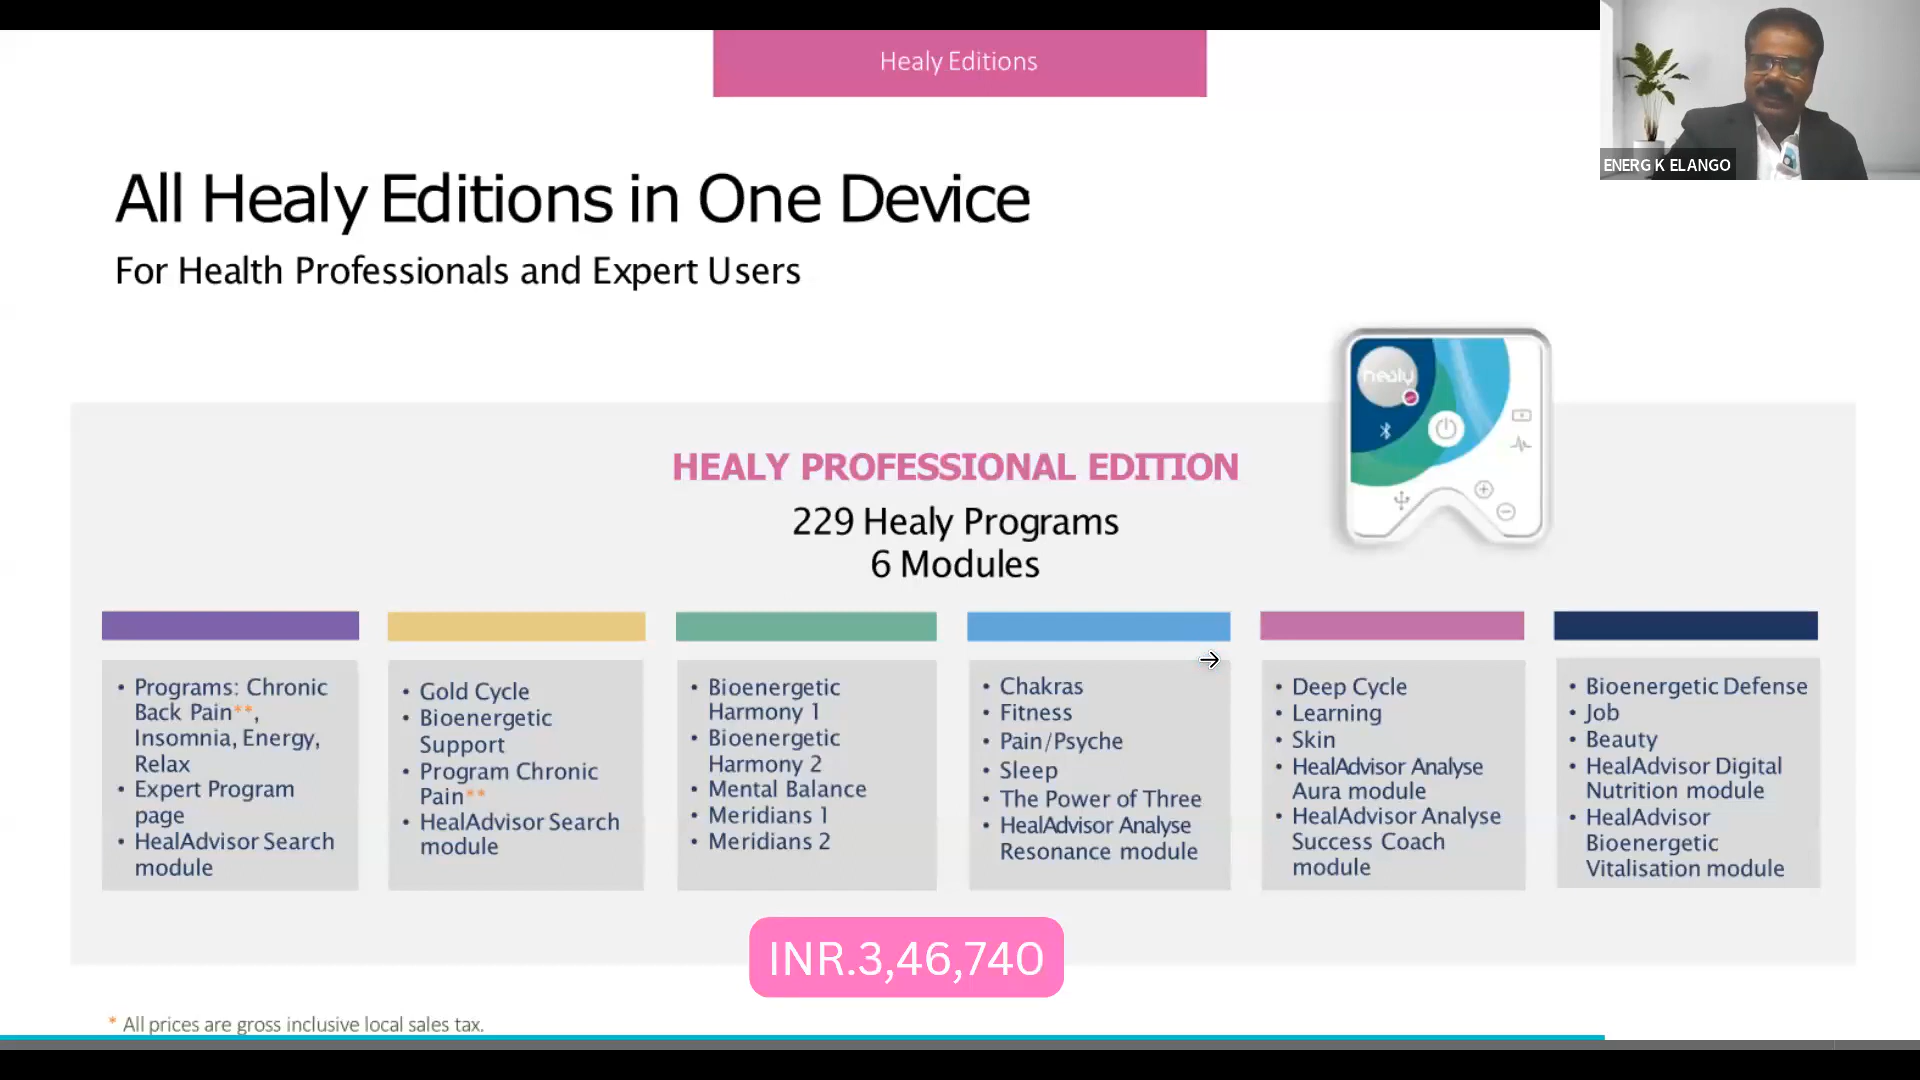 Healy Editions
ENERG K ELANGO
All Healy Editions in One Device
For Health Professionals and Expert Users
healy
HEALY PROFESSIONAL EDITION
229 Healy Programs
6 Modules
• Programs: Chronic
Back Pain**,
Insomnia, Energy,
Relax
• Expert Program
page
• HealAdvisor Search
module
• Gold Cycle
• Bioenergetic
Support
• Program Chronic
Pain**
• HealAdvisor Search
module
• Bioenergetic
Harmony 1
• Bioenergetic
Harmony 2
• Mental Balance
• Meridians 1
• Meridians 2
• Chakras
• Fitness
• Pain/Psyche
• Sleep
• The Power of Three
• HealAdvisor Analyse
Resonance module
• Deep Cycle
• Learning
• Skin
• HealAdvisor Analyse
Aura module
• HealAdvisor Analyse
Success Coach
module
• Bioenergetic Defense
• Job
• Beauty
• HealAdvisor Digital
Nutrition module
• HealAdvisor
Bioenergetic
Vitalisation module
INR.3,46,740
* All prices are gross inclusive local sales tax.